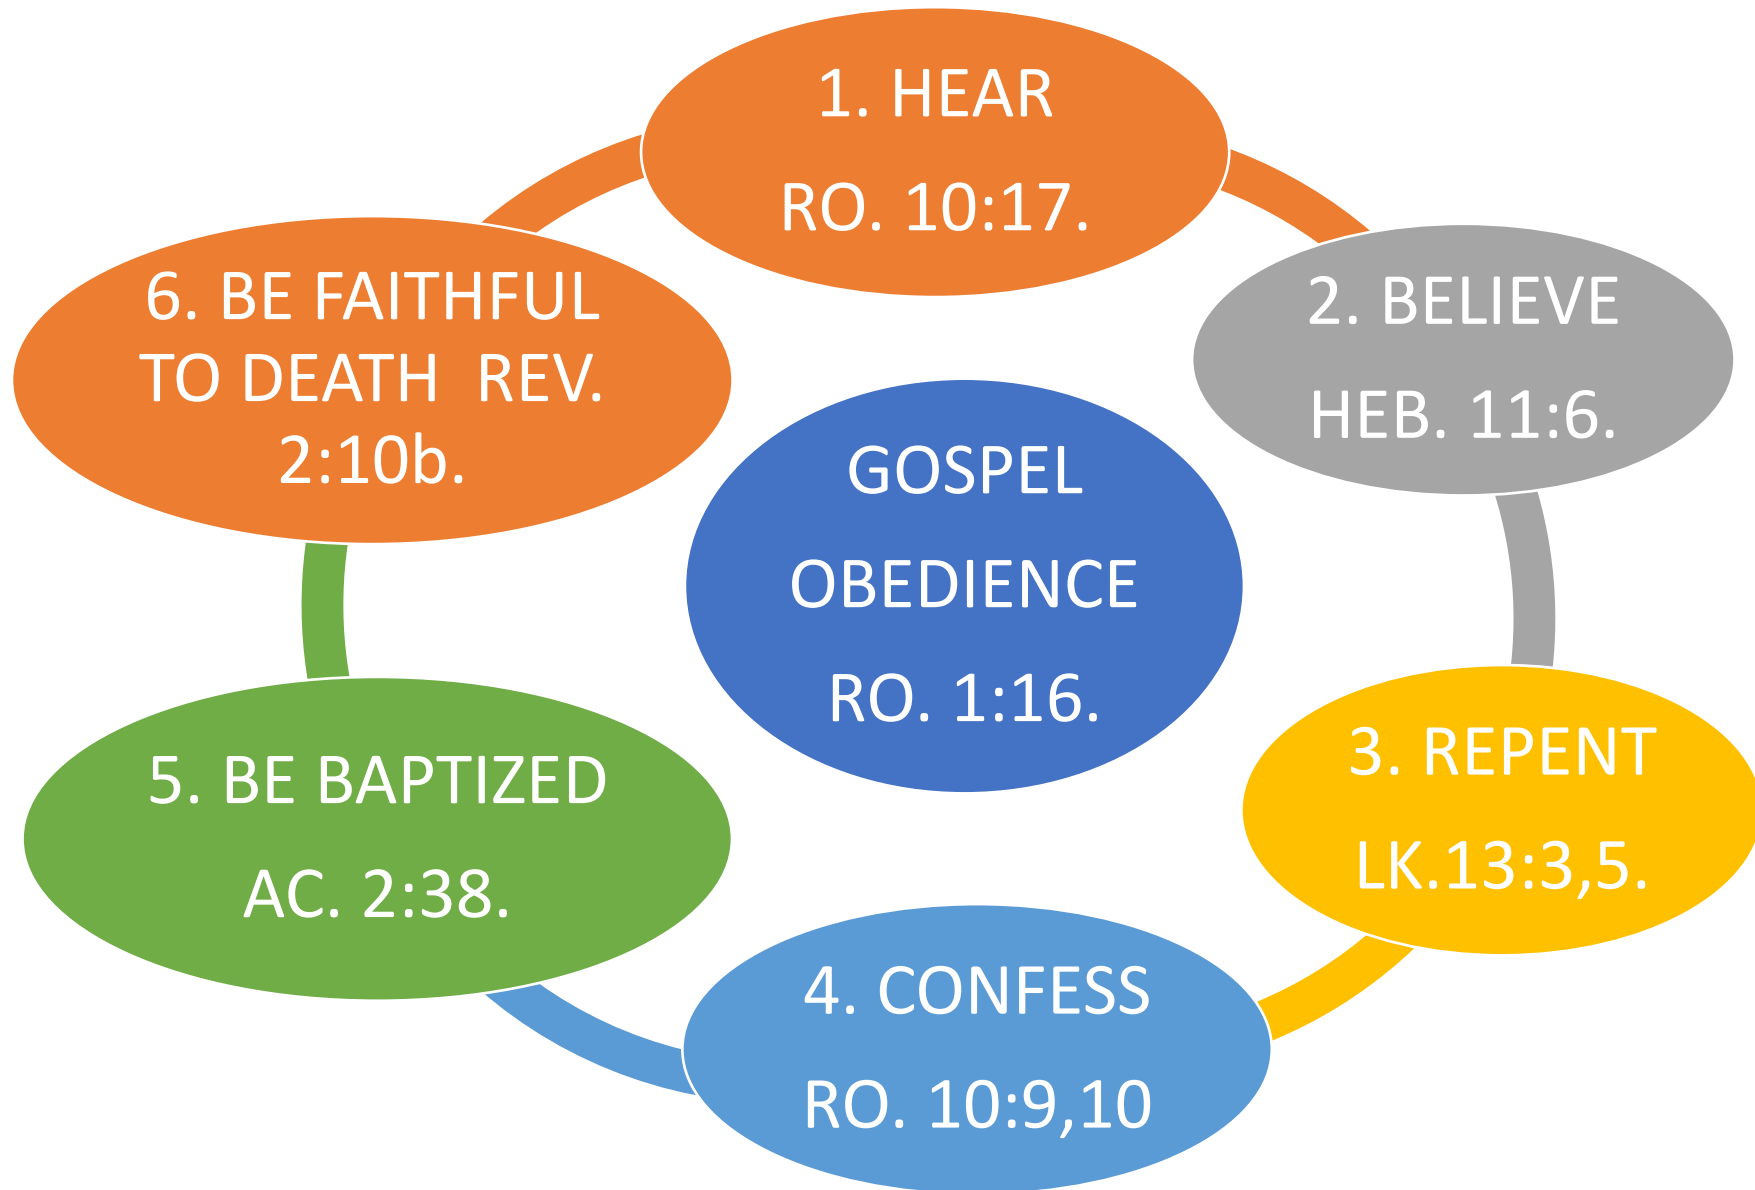 1. HEAR
RO. 10:17.
2. BELIEVE
HEB. 11:6.
3. REPENT
LK.13:3,5.
4. CONFESS
RO. 10:9,10
5. BE BAPTIZED
AC. 2:38.
6. BE FAITHFUL
TO DEATH  REV.
2:10b.
GOSPEL
OBEDIENCE
RO. 1:16.